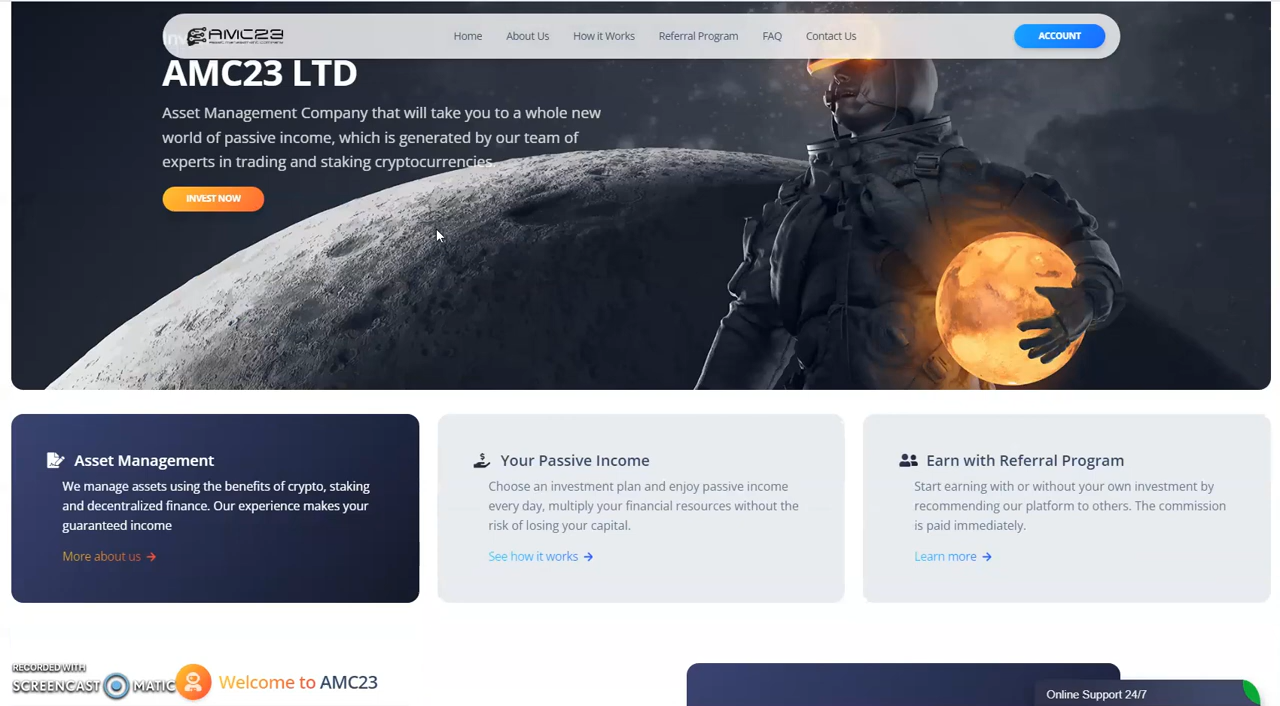 AMC23
Home
About Us
How it Works
Referral Program
FAQ
Contact Us
ACCOUNT
AMC23 LTD
Asset Management Company that will take you to a whole new
world of passive income, which is generated by our team of
experts in trading and staking cryptocurrencies.
INVEST NOW
Asset Management
We manage assets using the benefits of crypto, staking
and decentralized finance. Our experience makes your
guaranteed income
More about us
Your Passive Income
Choose an investment plan and enjoy passive income
every day, multiply your financial resources without the
risk of losing your capital.
See how it works
Earn with Referral Program
Start earning with or without your own investment by
recommending our platform to others. The commission
is paid immediately.
Learn more
RECORDED WITH
SCREENCAST MATIC
Welcome to AMC23
Online Support 24/7